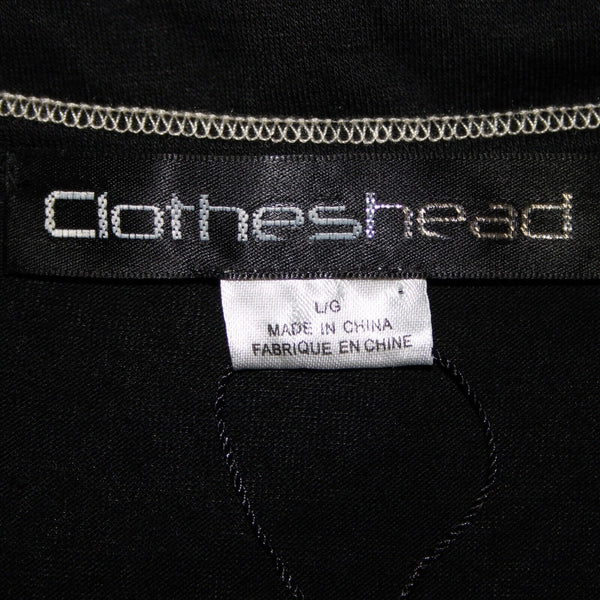 Clotheshead
L/G
MADE IN CHINA
FABRIQUE EN CHINE